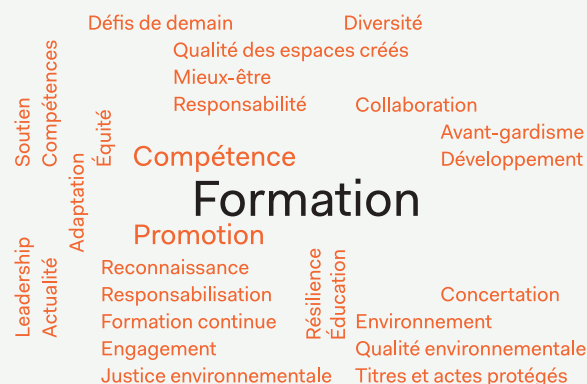 Défis de demain
Diversité
Qualité des espaces créés
Mieux-être
Responsabilité
Collaboration
Avant-gardisme
Développement
Soutien
Compétences
Adaptation
Équité
Compétence
Formation
Promotion
Leadership
Actualité
Reconnaissance
Responsabilisation
Formation continue
Engagement
Justice environnementale
Résilience
Éducation
Concertation
Environnement
Qualité environnementale
Titres et actes protégés